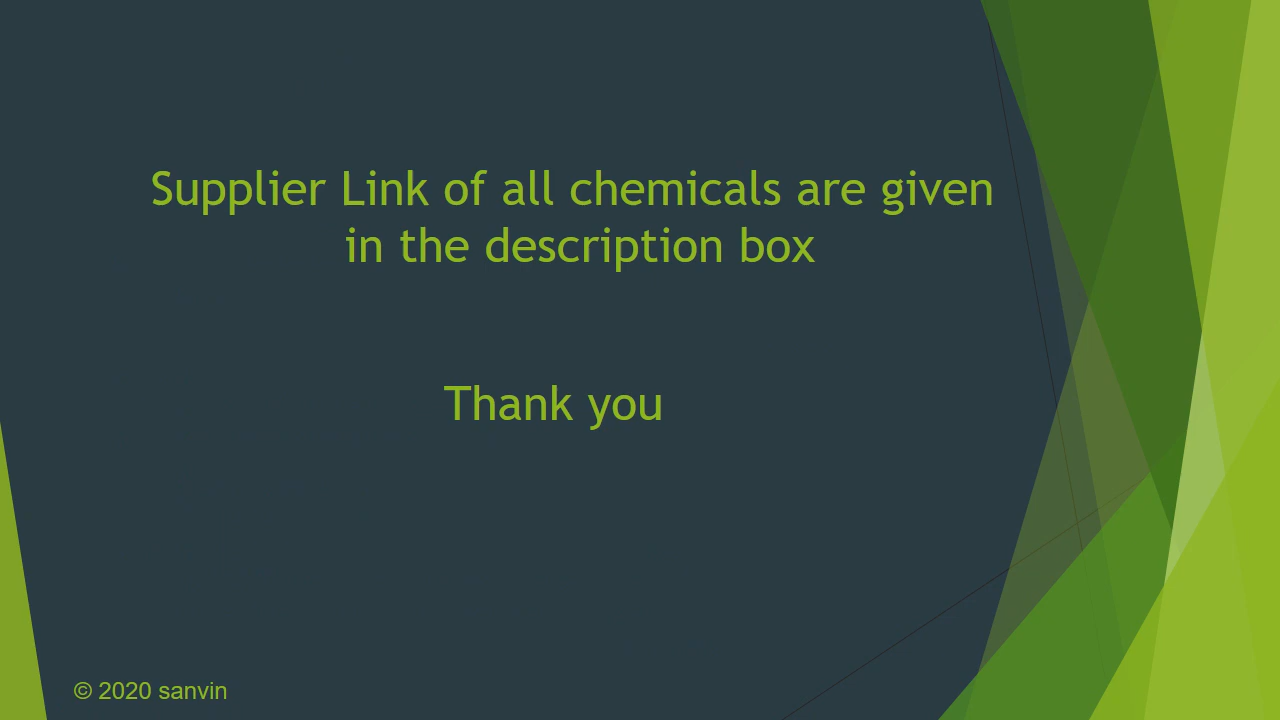 Supplier Link of all chemicals are given
in the description box
Thank you
© 2020 sanvin